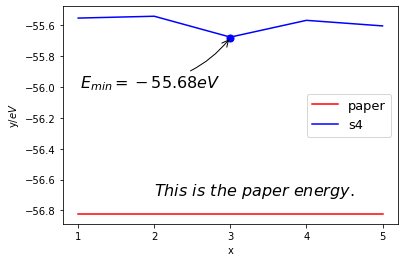 −55.6
−55.8
−56.0
−56.2
−56.4
−56.6
−56.8
y/eV
E_min = −55.68eV
paper
s4
This is the paper energy.
1
2
3
4
5
x